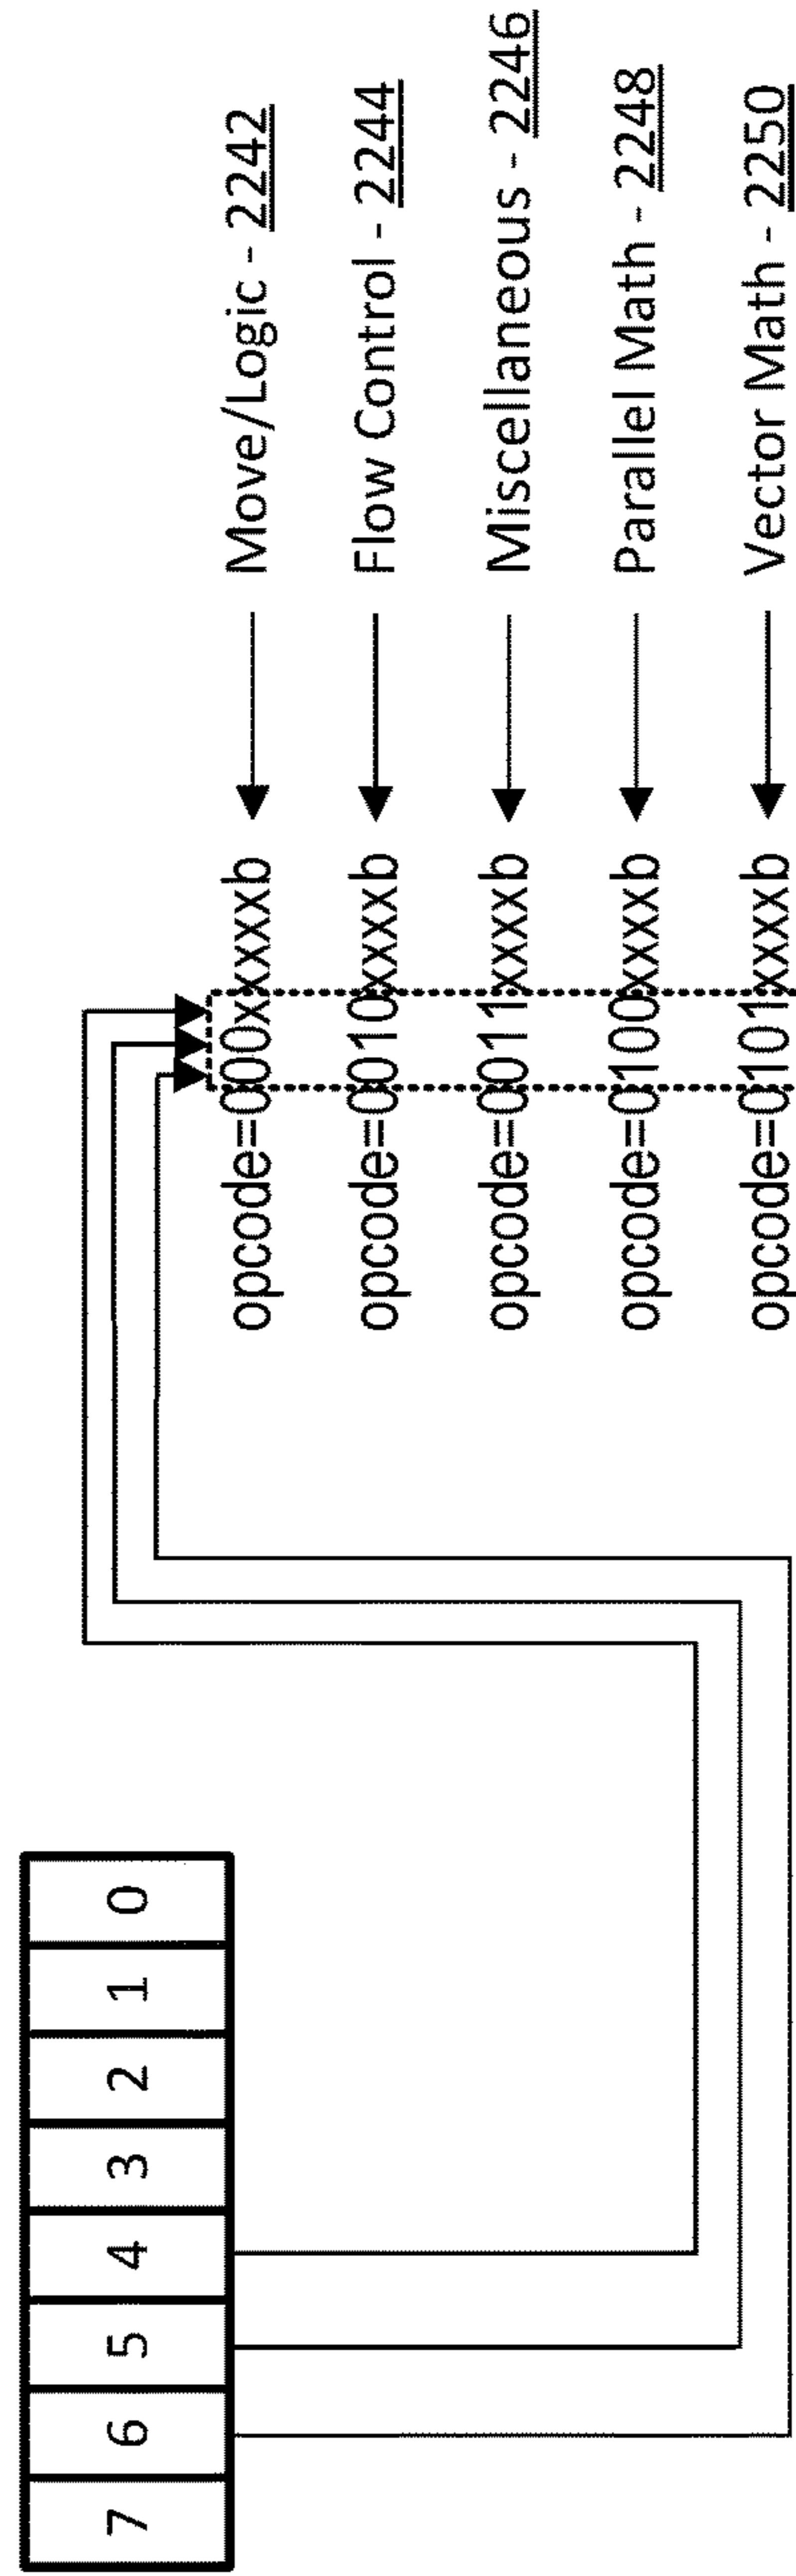 7 6 5 4 3 2 1 0
opcode=000xxxxxb Move/Logic - 2242
opcode=0010xxxxb Flow Control - 2244
opcode=0011xxxxb Miscellaneous - 2246
opcode=0100xxxxb Parallel Math - 2248
opcode=0101xxxxb Vector Math - 2250